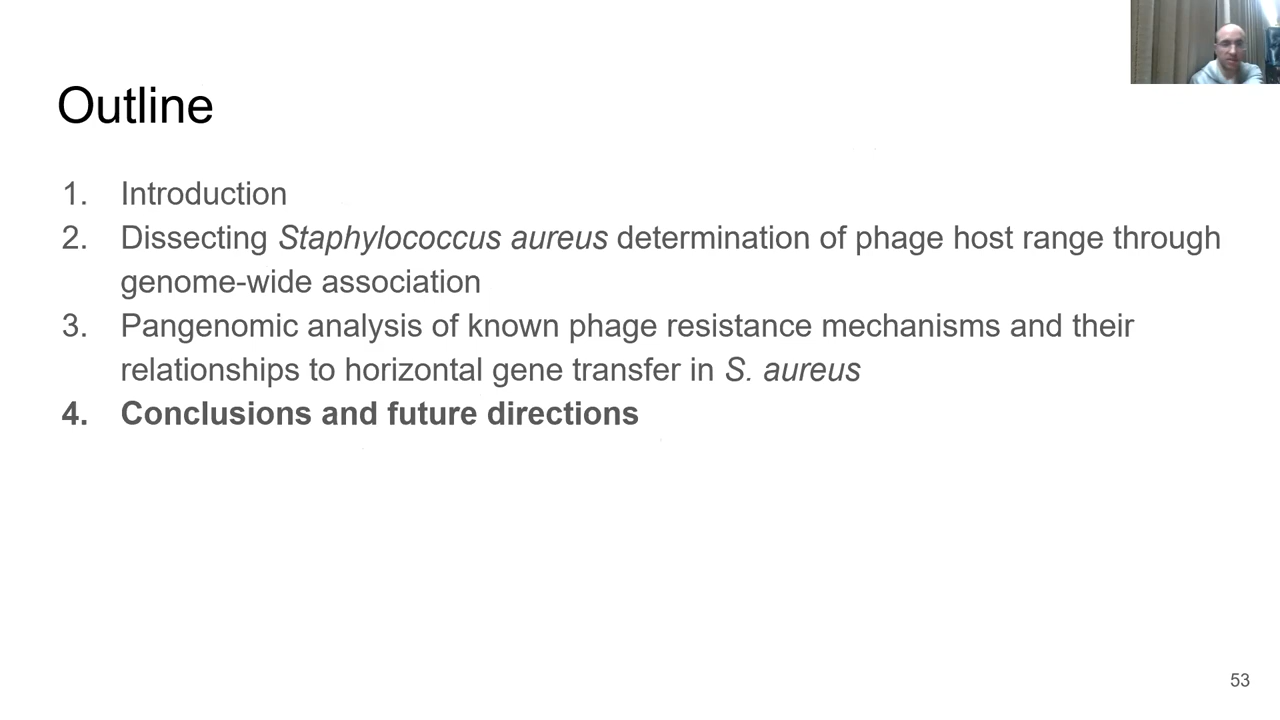 Outline
1. Introduction
2. Dissecting Staphylococcus aureus determination of phage host range through
genome-wide association
3. Pangenomic analysis of known phage resistance mechanisms and their
relationships to horizontal gene transfer in S. aureus
4. Conclusions and future directions
53